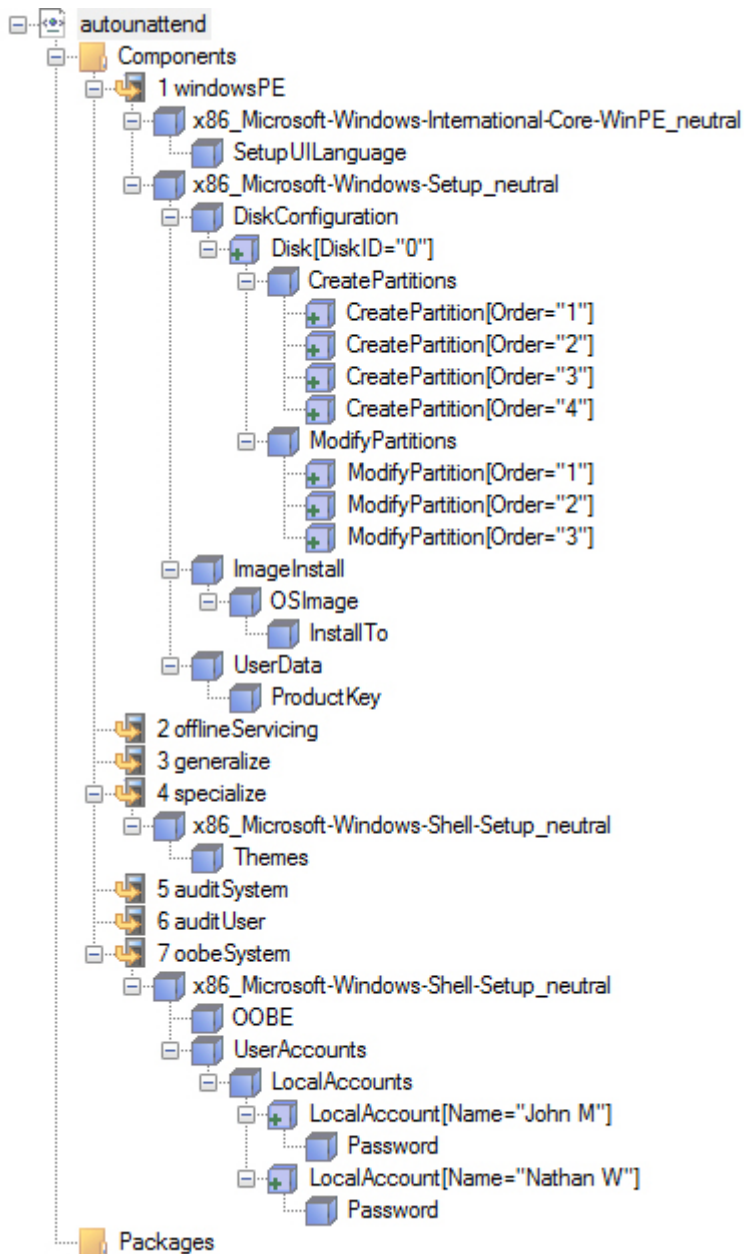 autounattend
Components
1 windowsPE
x86_Microsoft-Windows-International-Core-WinPE_neutral
SetupUILanguage
x86_Microsoft-Windows-Setup_neutral
DiskConfiguration
Disk[DiskID="0"]
CreatePartitions
CreatePartition[Order="1"]
CreatePartition[Order="2"]
CreatePartition[Order="3"]
CreatePartition[Order="4"]
ModifyPartitions
ModifyPartition[Order="1"]
ModifyPartition[Order="2"]
ModifyPartition[Order="3"]
ImageInstall
OSImage
InstallTo
UserData
ProductKey
2 offlineServicing
3 generalize
4 specialize
x86_Microsoft-Windows-Shell-Setup_neutral
Themes
5 auditSystem
6 auditUser
7 oobeSystem
x86_Microsoft-Windows-Shell-Setup_neutral
OOBE
UserAccounts
LocalAccounts
LocalAccount[Name="John M"]
Password
LocalAccount[Name="Nathan W"]
Password
Packages